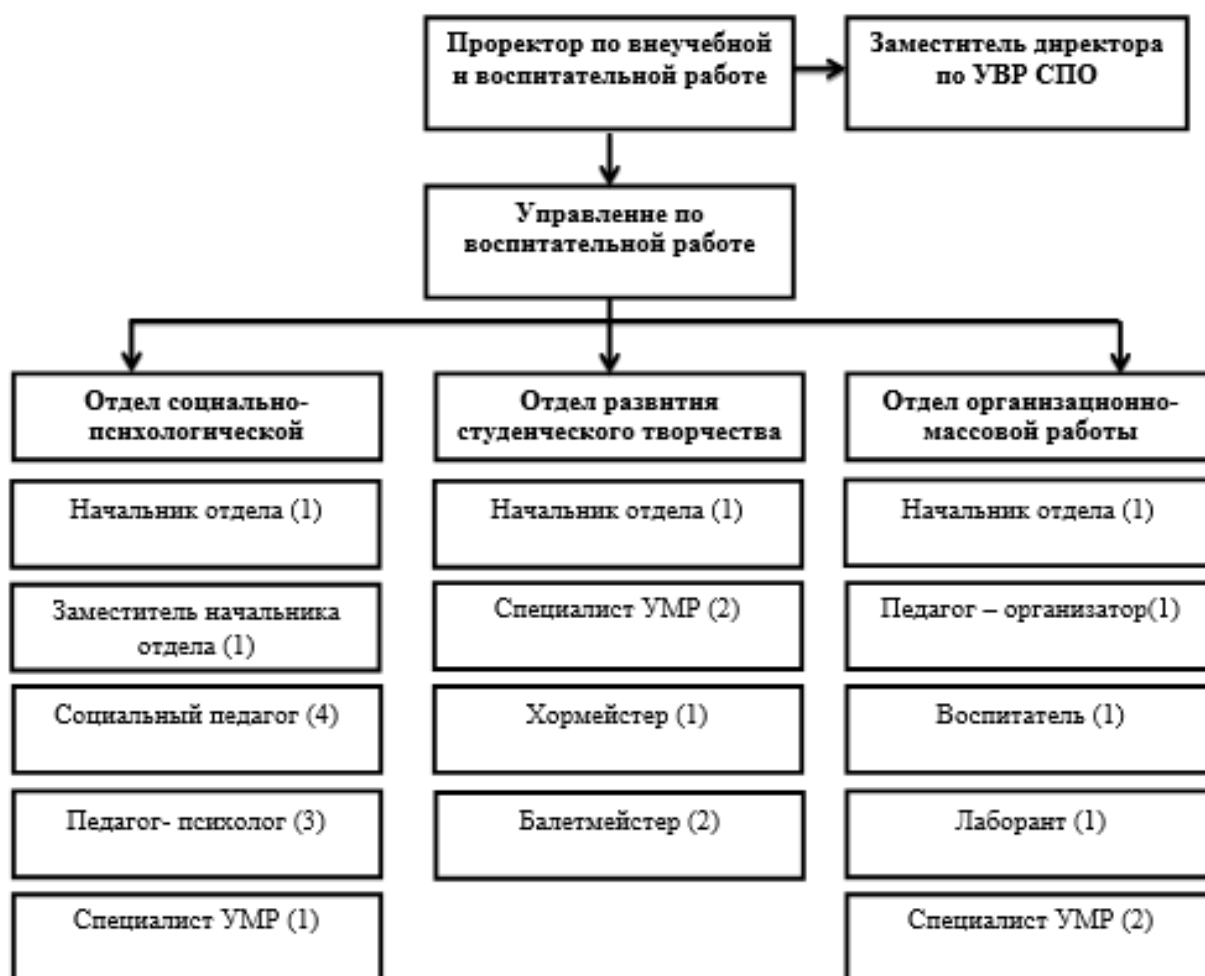 Проректор по внеучебной
и воспитательной работе
Заместитель директора
по УВР СПО
Управление по
воспитательной работе
Отдел социально-
психологической
Отдел развития
студенческого творчества
Отдел организационно-
массовой работы
Начальник отдела (1)
Начальник отдела (1)
Начальник отдела (1)
Заместитель начальника
отдела (1)
Специалист УМР (2)
Педагог – организатор(1)
Социальный педагог (4)
Хормейстер (1)
Воспитатель (1)
Педагог- психолог (3)
Балетмейстер (2)
Лаборант (1)
Специалист УМР (1)
Специалист УМР (2)